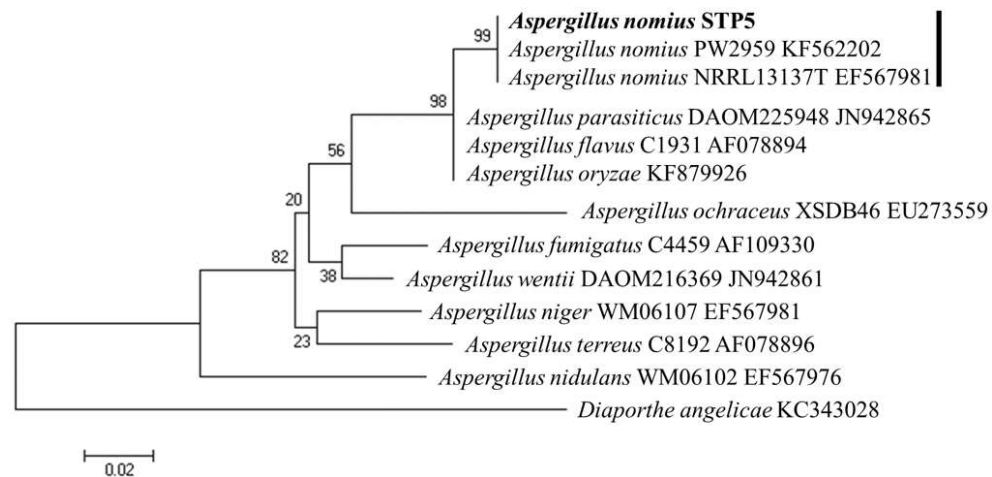 Aspergillus nomius STP5
99
Aspergillus nomius PW2959 KF562202
Aspergillus nomius NRRL13137T EF567981
98
Aspergillus parasiticus DAOM225948 JN942865
Aspergillus flavus C1931 AF078894
56
Aspergillus oryzae KF879926
20
Aspergillus ochraceus XSDB46 EU273559
Aspergillus fumigatus C4459 AF109330
82
38
Aspergillus wentii DAOM216369 JN942861
Aspergillus niger WM06107 EF567981
23
Aspergillus terreus C8192 AF078896
Aspergillus nidulans WM06102 EF567976
Diaporthe angelicae KC343028
0.02